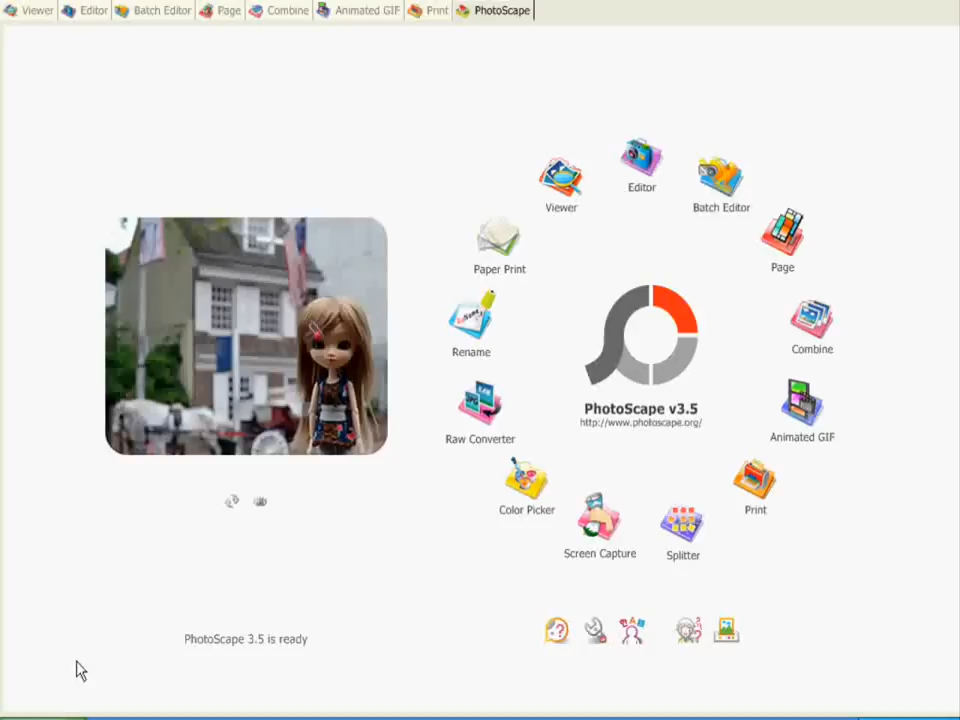 Viewer Editor Batch Editor Page Combine Animated GIF Print PhotoScape
Editor
Viewer
Batch Editor
Paper Print
Page
Rename
Combine
PhotoScape v3.5
http://www.photoscape.org/
Raw Converter
Animated GIF
Color Picker
Print
Screen Capture
Splitter
PhotoScape 3.5 is ready